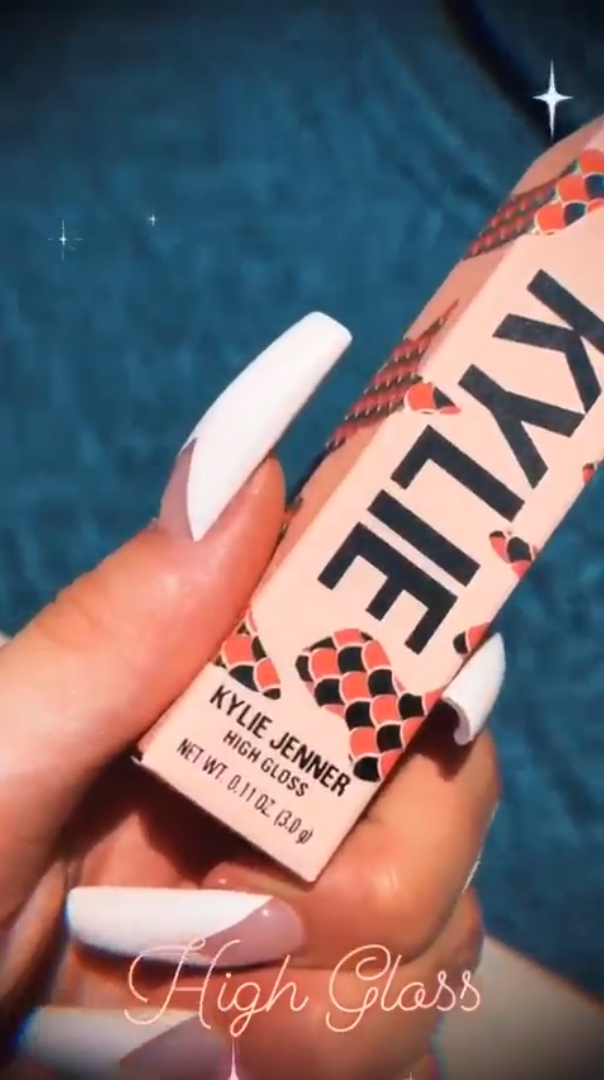 KYLIE
KYLIE JENNER
HIGH GLOSS
NET WT. 0.11 OZ. (3.0 g)
High Gloss